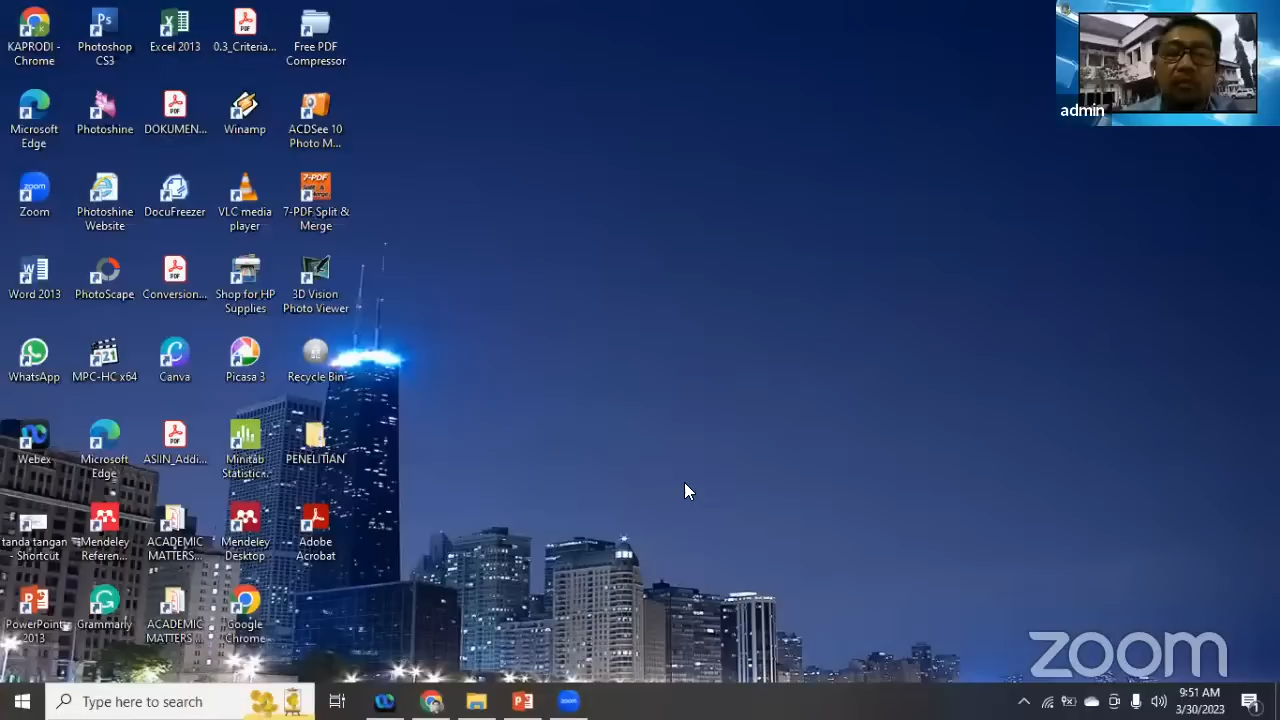 KAPRODI -
Chrome
Photoshop
CS3
Excel 2013
0.3_Criteria...
Free PDF
Compressor
Microsoft
Edge
Photoshine
DOKUMEN...
Winamp
ACDSee 10
Photo M...
Zoom
Photoshine
Website
DocuFreezer
VLC media
player
7-PDF Split &
Merge
Word 2013
PhotoScape
Conversion...
Shop for HP
Supplies
3D Vision
Photo Viewer
WhatsApp
MPC-HC x64
Canva
Picasa 3
Recycle Bin
Webex
Microsoft
Edge
ASIIN_Addi...
Minitab
Statistic...
PENELITIAN
tanda tangan
- Shortcut
Mendeley
Referen...
ACADEMIC
MATTERS...
Mendeley
Desktop
Adobe
Acrobat
PowerPoint
2013
Grammarly
ACADEMIC
MATTERS...
Google
Chrome
admin
zoom
Type here to search
9:51 AM
3/30/2023